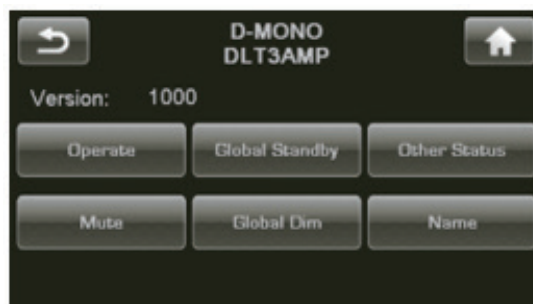 D-MONO
DLT3AMP
Version: 1000
Operate Global Standby Other Status
Mute Global Dim Name